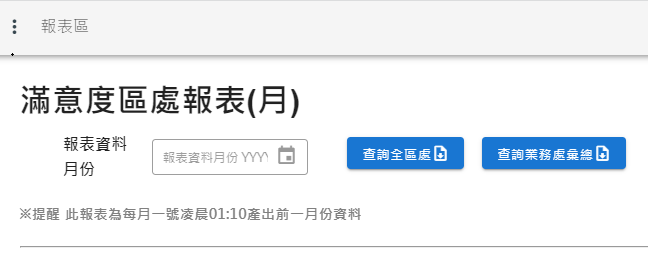 報表區
滿意度區處報表(月)
報表資料
月份
報表資料月份 YYYY
查詢全區處
查詢業務處彙總
※提醒 此報表為每月一號凌晨01:10產出前一月份資料